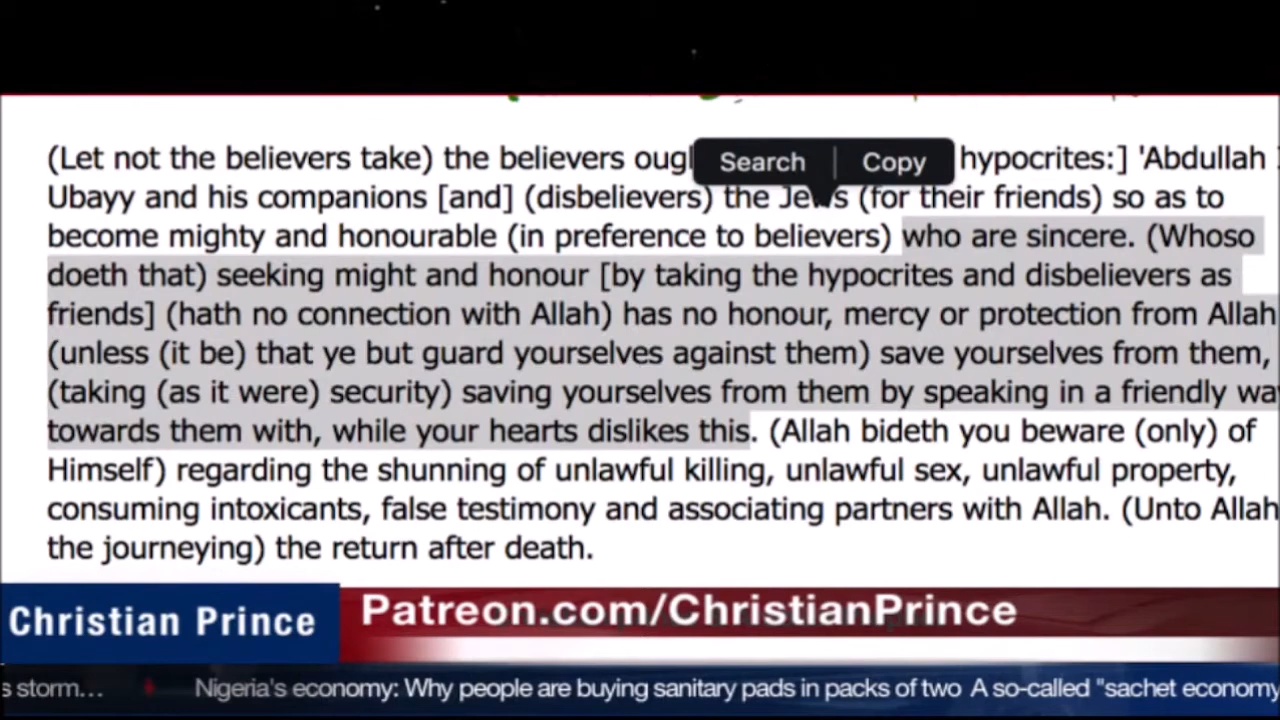 (Let not the believers take) the believers ough
Search | Copy
hypocrites:] 'Abdullah
Ubayy and his companions [and] (disbelievers) the Jews (for their friends) so as to
become mighty and honourable (in preference to believers) who are sincere. (Whoso
doeth that) seeking might and honour [by taking the hypocrites and disbelievers as
friends] (hath no connection with Allah) has no honour, mercy or protection from Allah
(unless (it be) that ye but guard yourselves against them) save yourselves from them,
(taking (as it were) security) saving yourselves from them by speaking in a friendly wa
towards them with, while your hearts dislikes this. (Allah bideth you beware (only) of
Himself) regarding the shunning of unlawful killing, unlawful sex, unlawful property,
consuming intoxicants, false testimony and associating partners with Allah. (Unto Allah
the journeying) the return after death.
Christian Prince
Patreon.com/ChristianPrince
s storm... Nigeria's economy: Why people are buying sanitary pads in packs of two A so-called "sachet economy